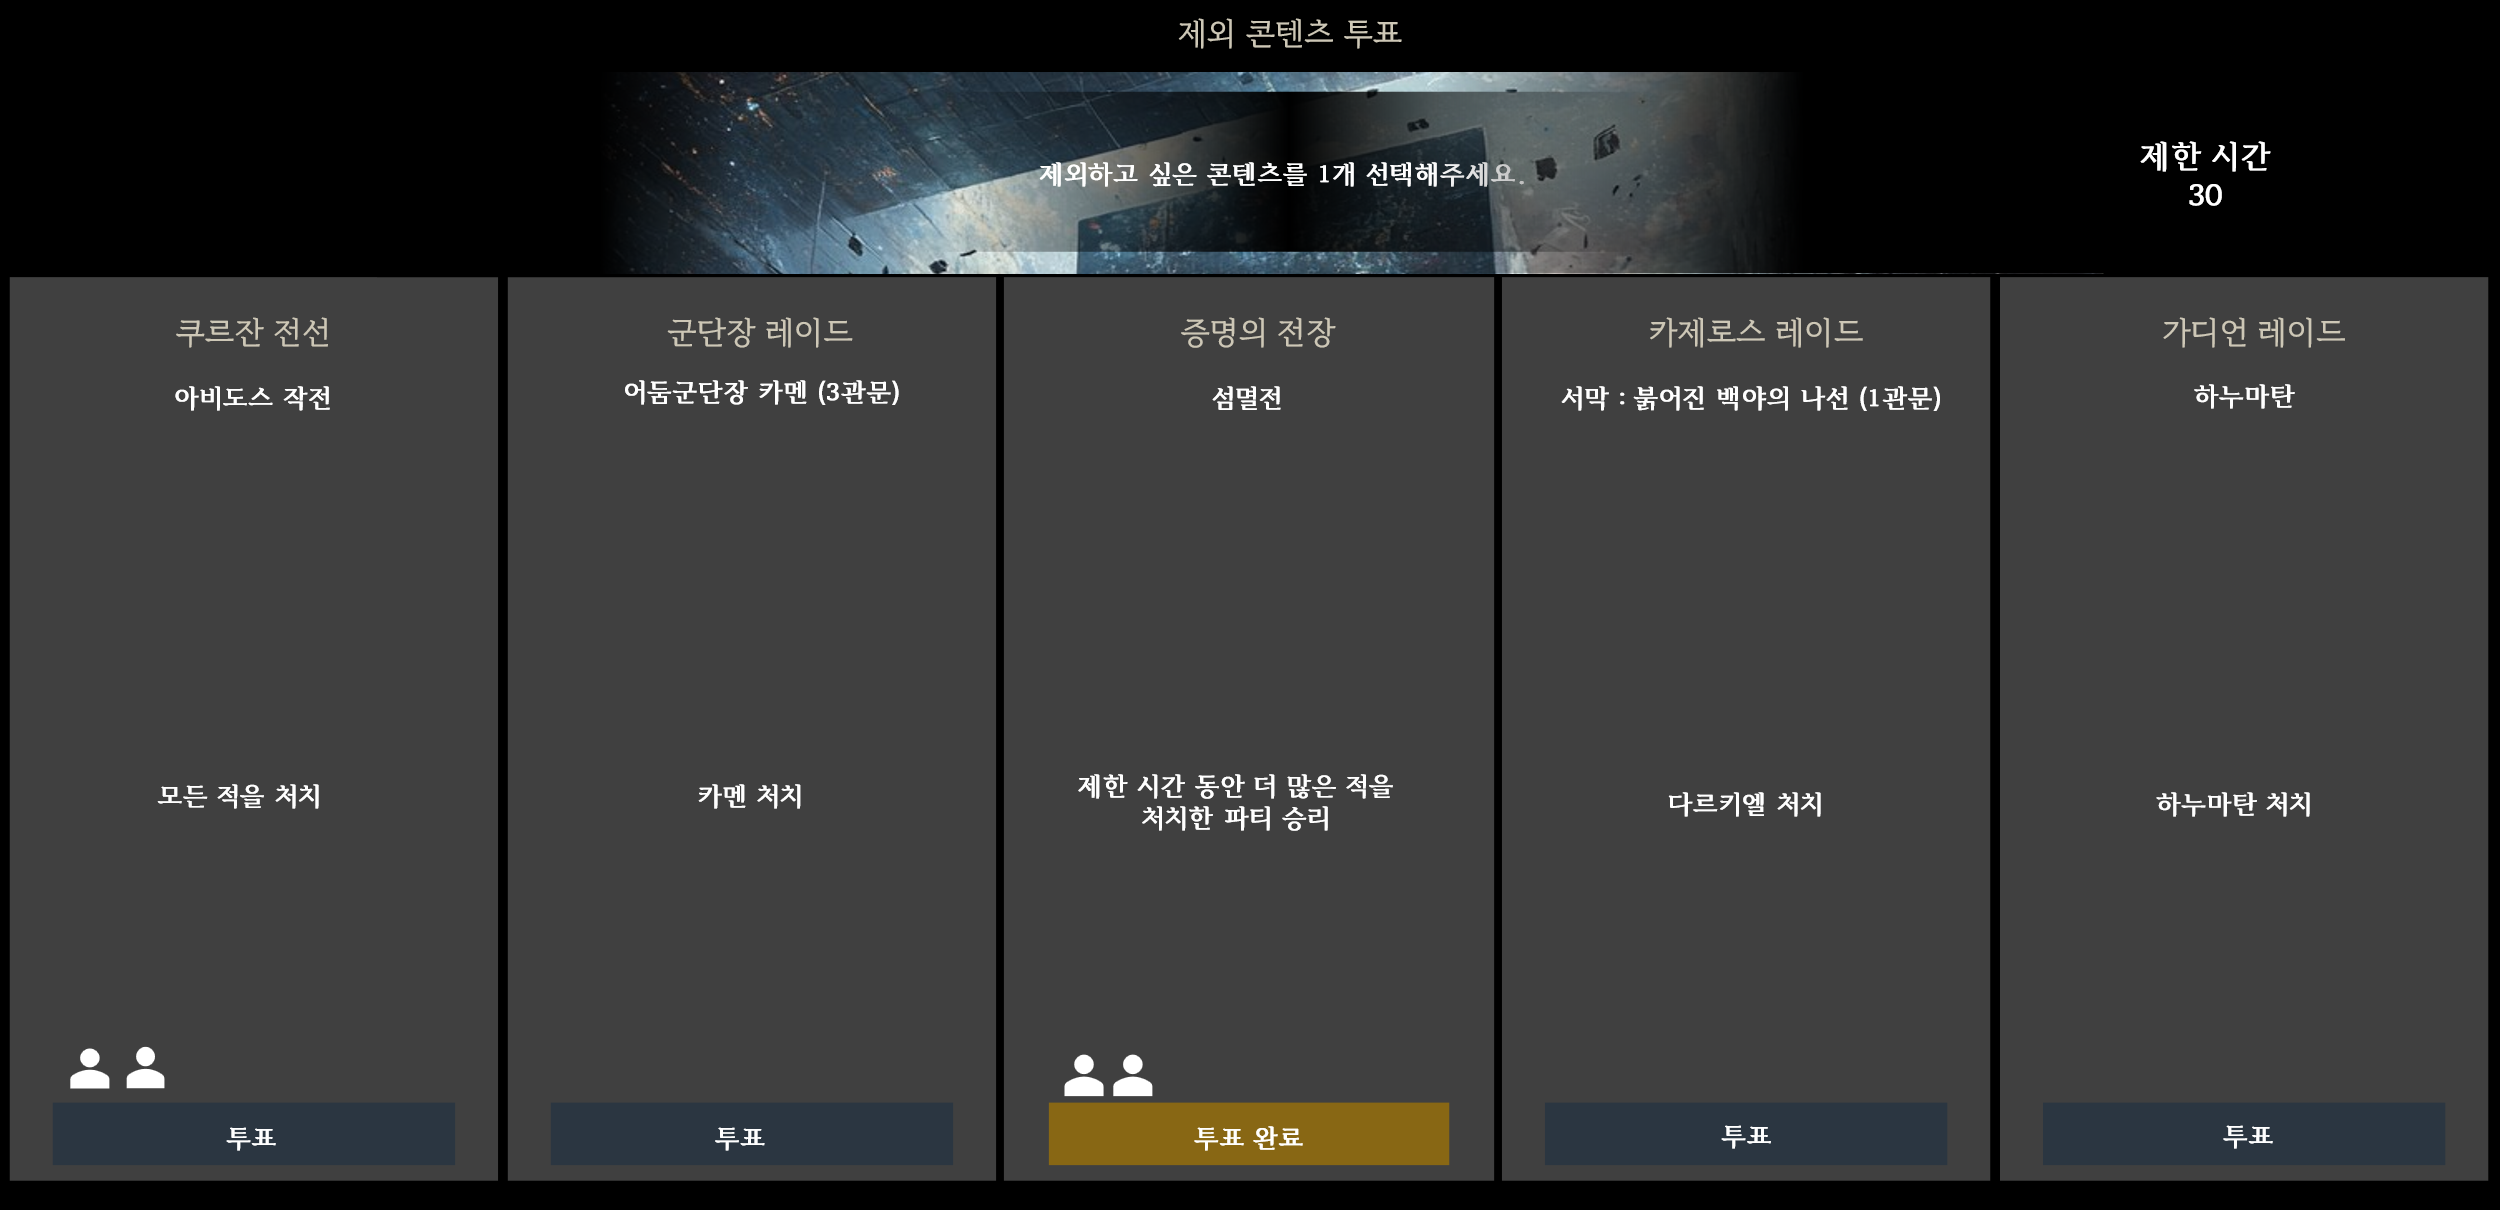 제외 콘텐츠 투표
제외하고 싶은 콘텐츠를 1개 선택해주세요.
제한 시간
30
쿠르잔 전선
아비도스 작전
모든 적을 처치
투표
군단장 레이드
어둠군단장 카멘 (3관문)
카멘 처치
투표
증명의 전장
섬멸전
제한 시간 동안 더 많은 적을
처치한 파티 승리
투표 완료
카제로스 레이드
서막 : 붉어진 백야의 나선 (1관문)
다르키엘 처치
투표
가디언 레이드
하누마탄
하누마탄 처치
투표